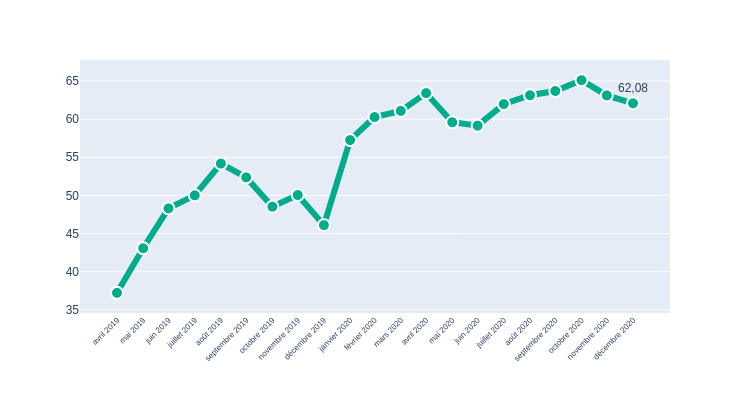 65
60
55
50
45
40
35
62,08
avril 2019
mai 2019
juin 2019
juillet 2019
août 2019
septembre 2019
octobre 2019
novembre 2019
décembre 2019
janvier 2020
février 2020
mars 2020
avril 2020
mai 2020
juin 2020
juillet 2020
août 2020
septembre 2020
octobre 2020
novembre 2020
décembre 2020